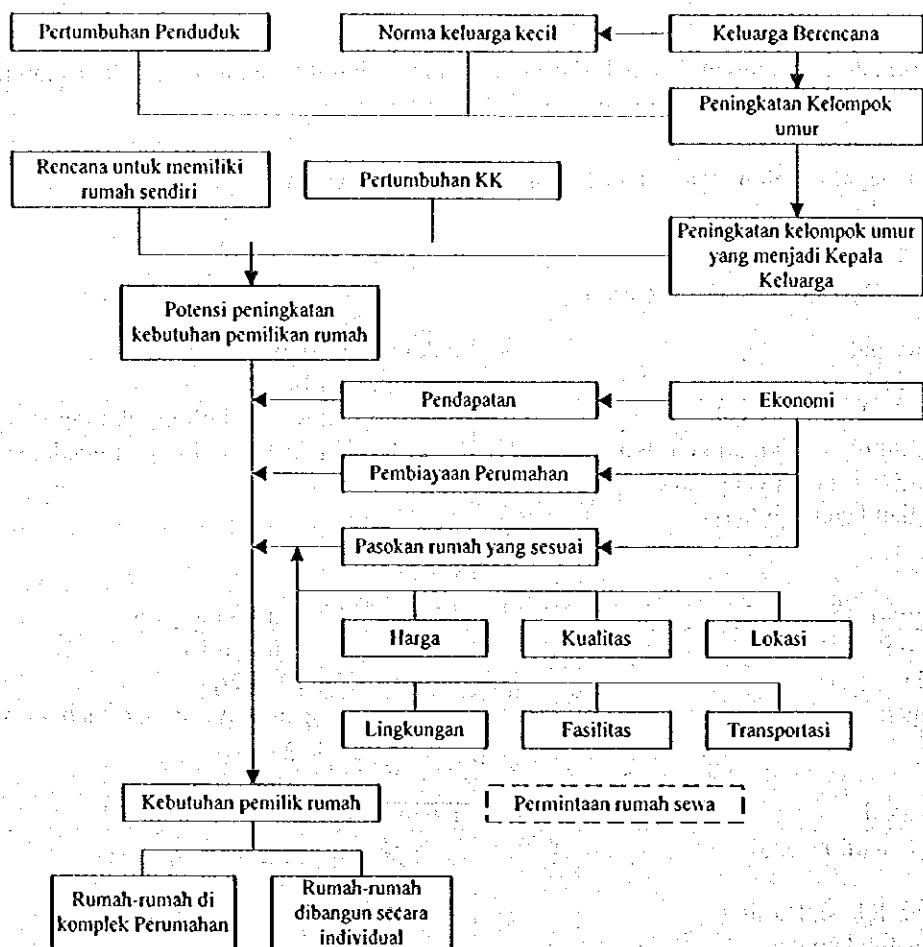 Pertumbuhan Penduduk
Norma keluarga kecil
Keluarga Berencana
Peningkatan Kelompok
umur
Rencana untuk memiliki
rumah sendiri
Pertumbuhan KK
Peningkatan kelompok umur
yang menjadi Kepala
Keluarga
Potensi peningkatan
kebutuhan pemilikan rumah
Pendapatan
Ekonomi
Pembiayaan Perumahan
Pasokan rumah yang sesuai
Harga
Kualitas
Lokasi
Lingkungan
Fasilitas
Transportasi
Kebutuhan pemilik rumah
Permintaan rumah sewa
Rumah-rumah di
komplek Perumahan
Rumah-rumah
dibangun secara
individual